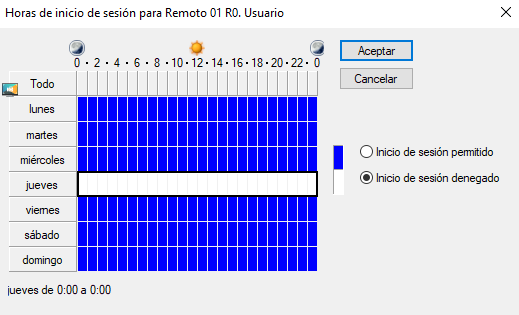 Horas de inicio de sesión para Remoto 01 R0. Usuario
0 · 2 · 4 · 6 · 8 · 10 · 12 · 14 · 16 · 18 · 20 · 22 · 0
Aceptar
Cancelar
Todo
lunes
martes
miércoles
jueves
viernes
sábado
domingo
Inicio de sesión permitido
Inicio de sesión denegado
jueves de 0:00 a 0:00